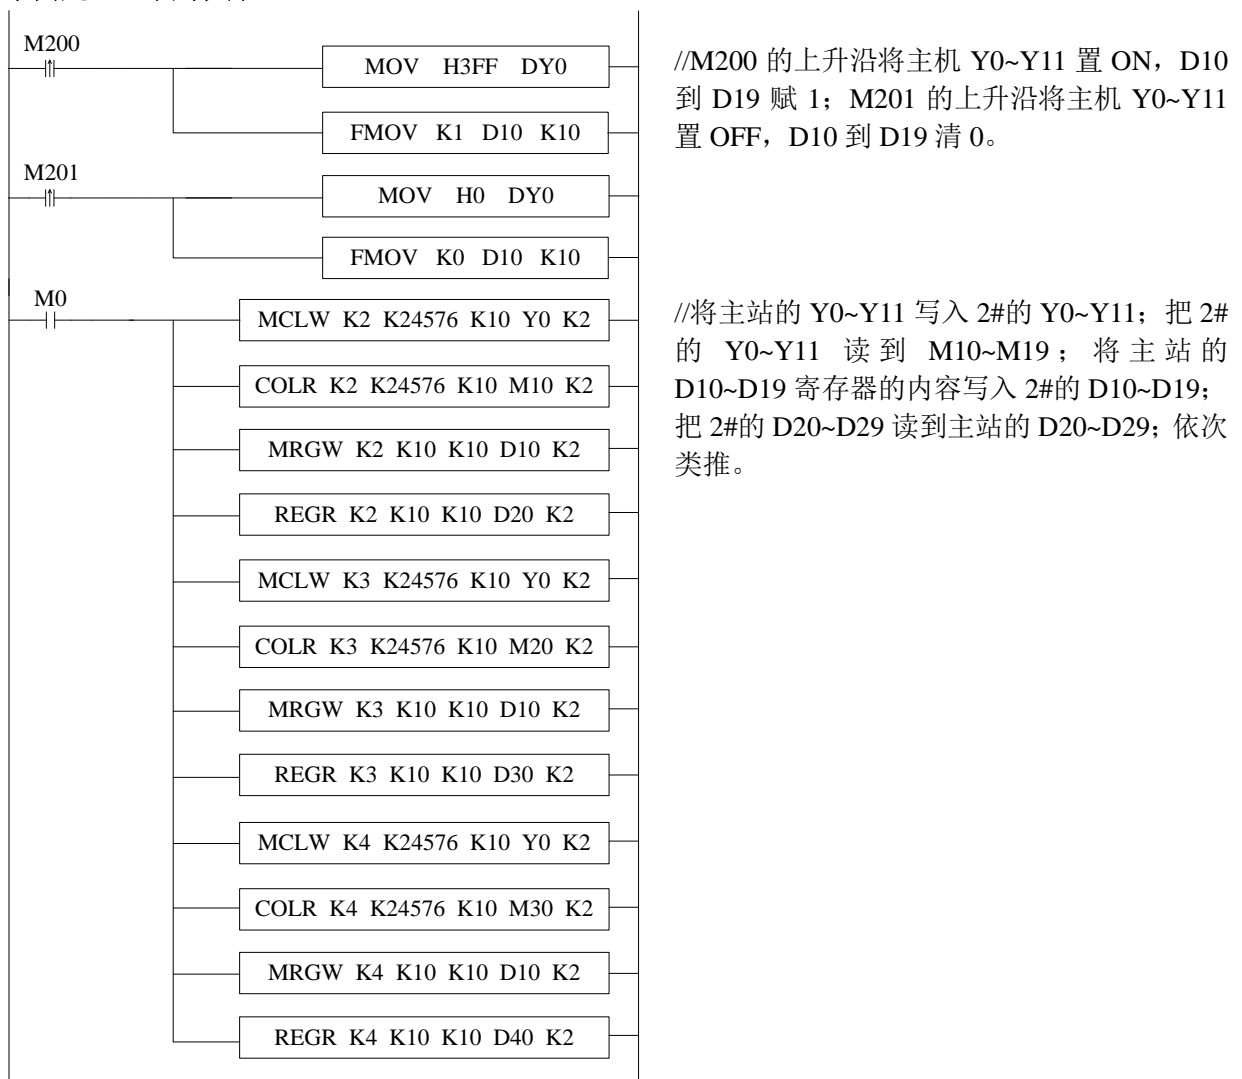 M200
MOV H3FF DY0
FMOV K1 D10 K10
//M200 的上升沿将主机 Y0~Y11 置 ON，D10
到 D19 赋 1；M201 的上升沿将主机 Y0~Y11
置 OFF，D10 到 D19 清 0。
M201
MOV H0 DY0
FMOV K0 D10 K10
M0
MCLW K2 K24576 K10 Y0 K2
COLR K2 K24576 K10 M10 K2
MRGW K2 K10 K10 D10 K2
REGR K2 K10 K10 D20 K2
MCLW K3 K24576 K10 Y0 K2
COLR K3 K24576 K10 M20 K2
MRGW K3 K10 K10 D10 K2
REGR K3 K10 K10 D30 K2
MCLW K4 K24576 K10 Y0 K2
COLR K4 K24576 K10 M30 K2
MRGW K4 K10 K10 D10 K2
REGR K4 K10 K10 D40 K2
//将主站的 Y0~Y11 写入 2#的 Y0~Y11；把 2#
的 Y0~Y11 读到 M10~M19；将主站的
D10~D19 寄存器的内容写入 2#的 D10~D19；
把 2#的 D20~D29 读到主站的 D20~D29；依次
类推。